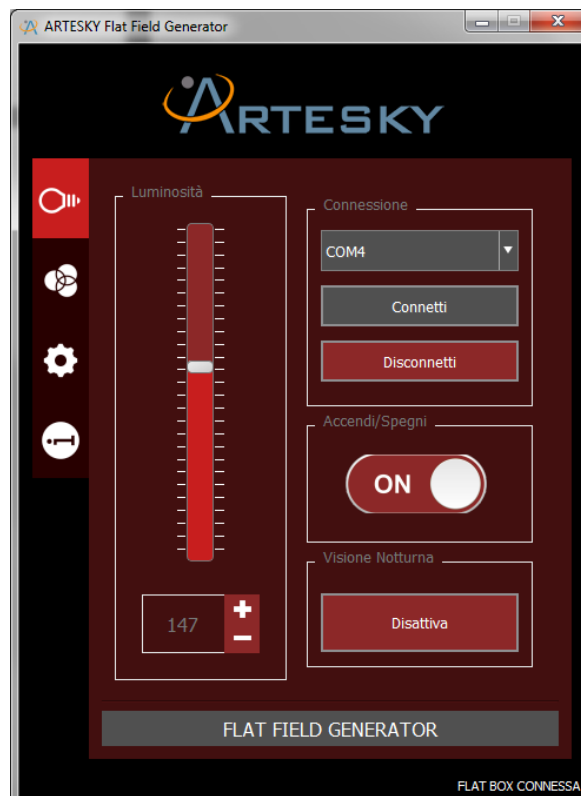 ARTESKY Flat Field Generator
ARTESKY
Luminosità
147
Connessione
COM4
Connetti
Disconnetti
Accendi/Spegni
ON
Visione Notturna
Disattiva
FLAT FIELD GENERATOR
FLAT BOX CONNESSA